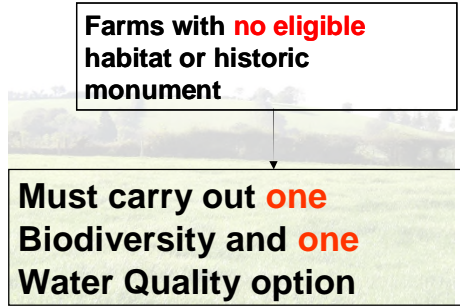 Farms with no eligible
habitat or historic
monument
Must carry out one
Biodiversity and one
Water Quality option